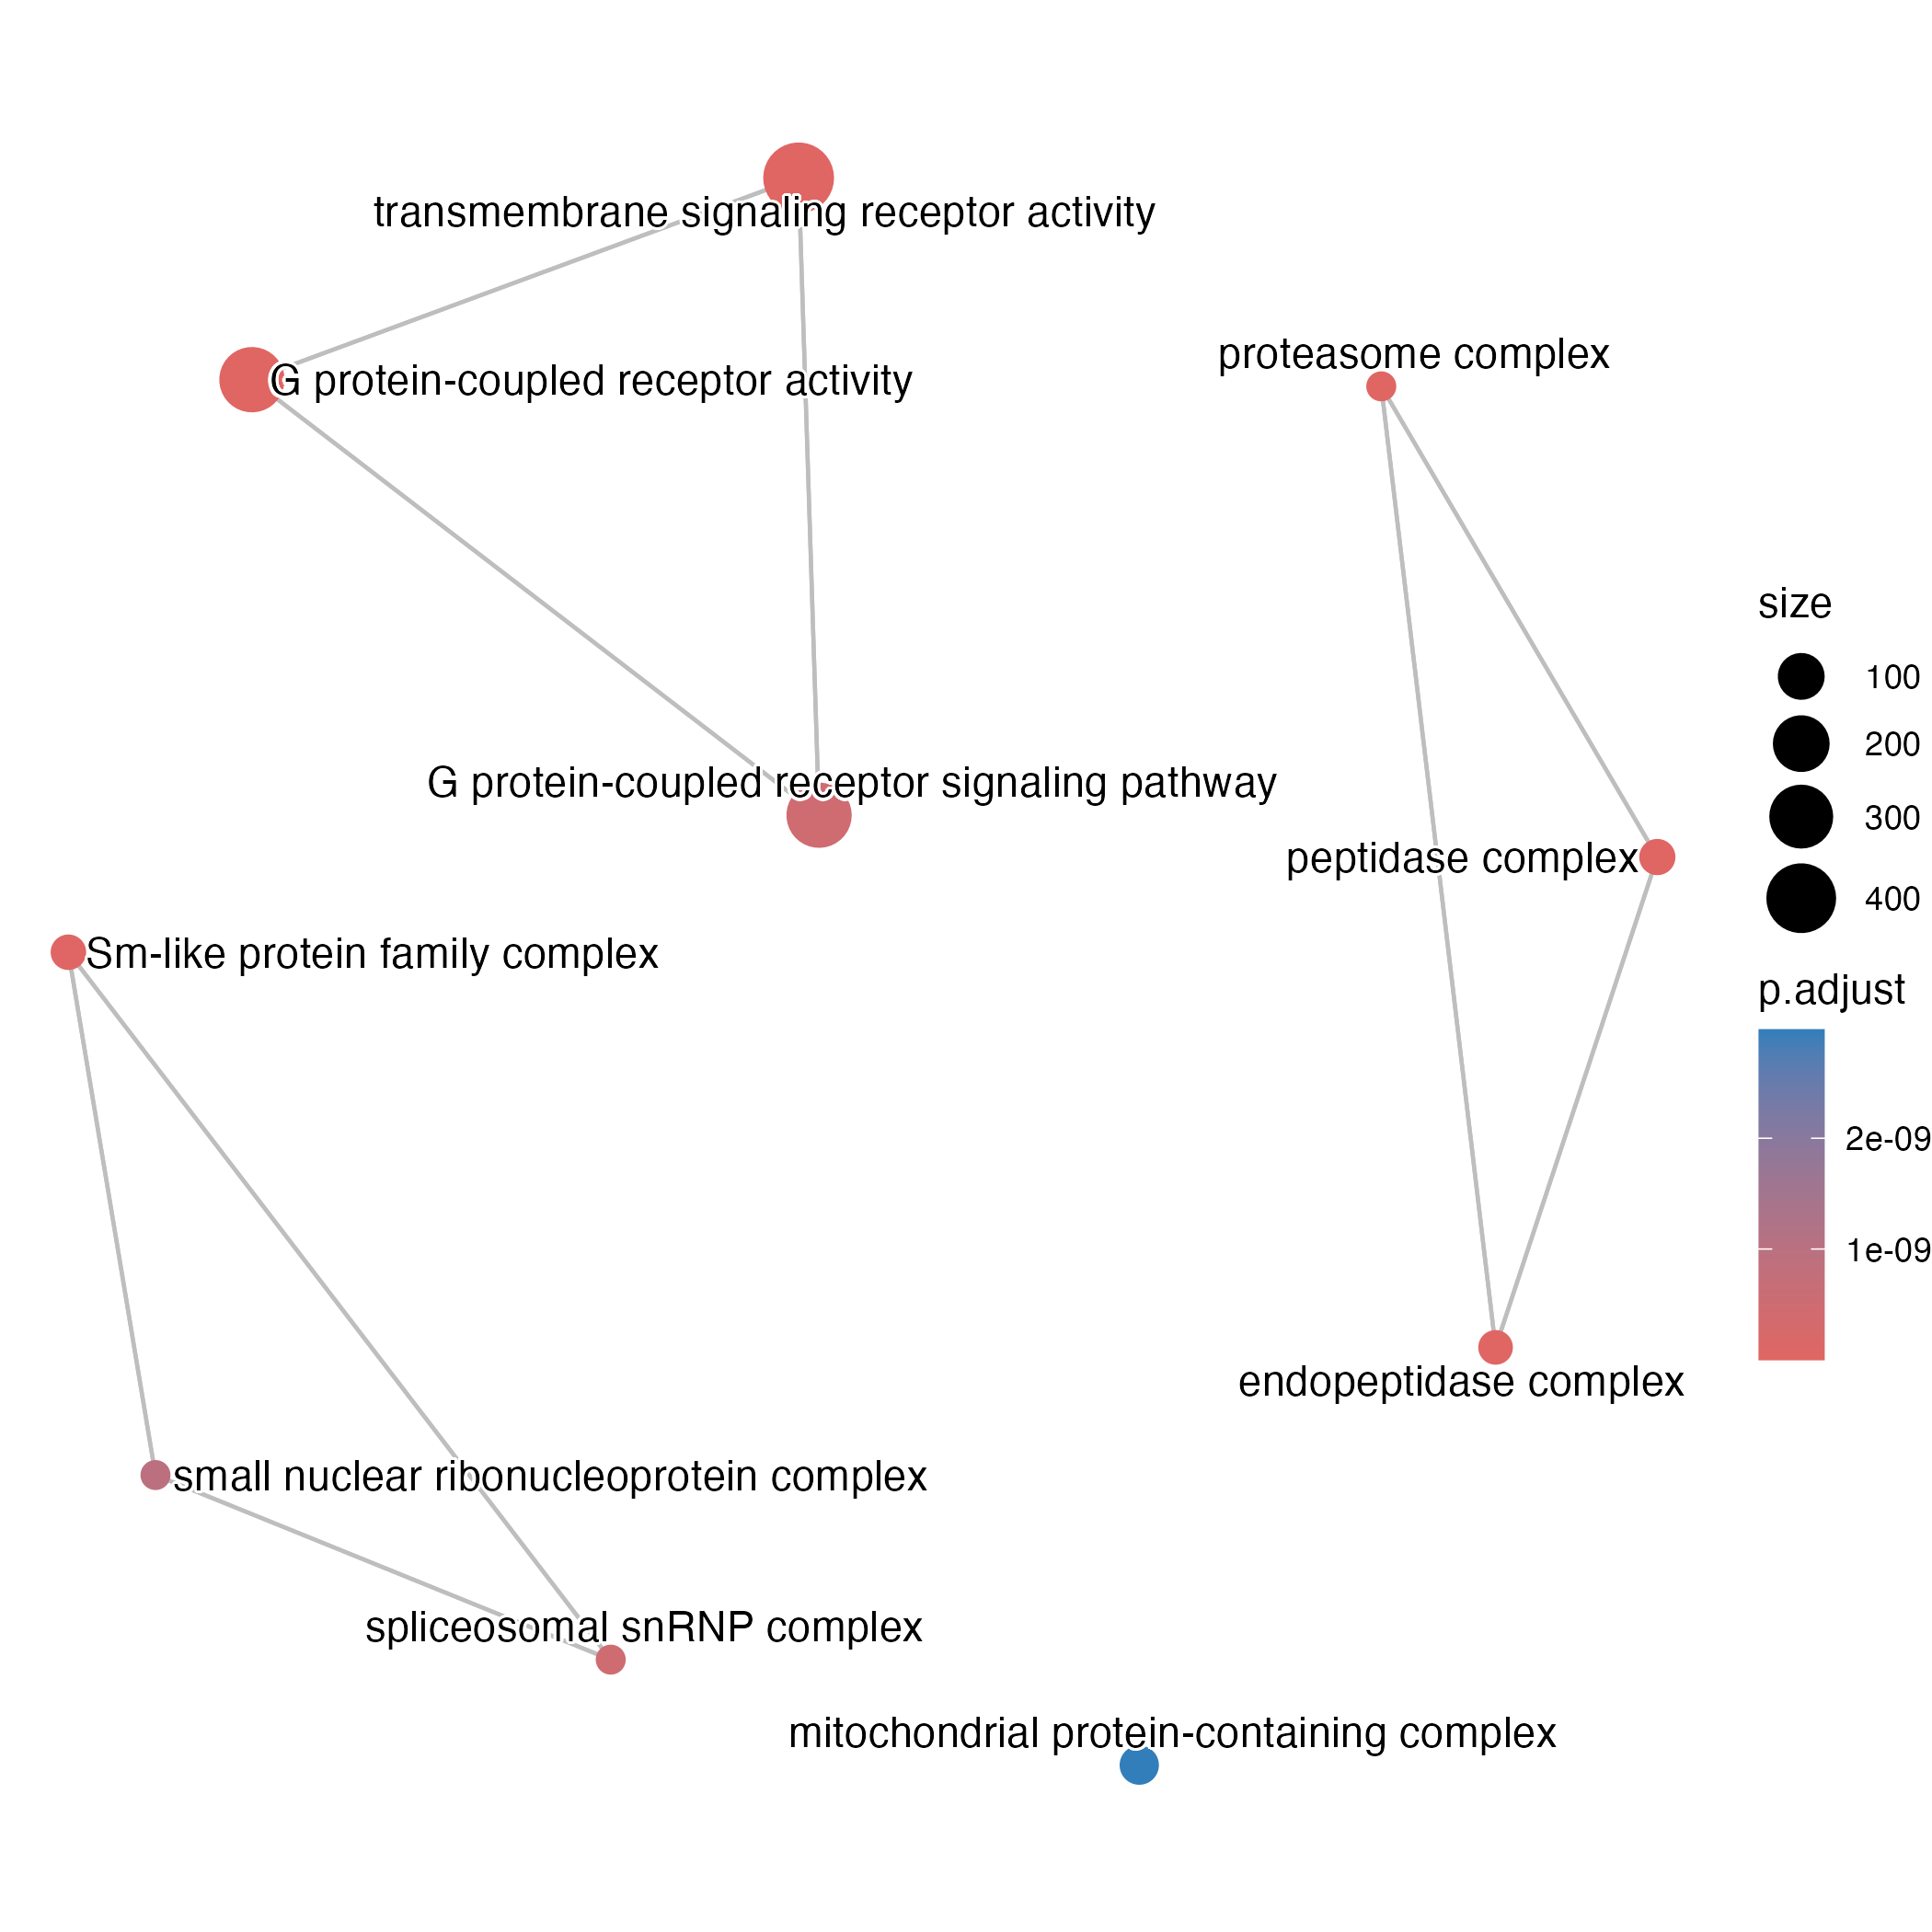 transmembrane signaling receptor activity
G protein-coupled receptor activity
proteasome complex
G protein-coupled receptor signaling pathway
peptidase complex
Sm-like protein family complex
endopeptidase complex
small nuclear ribonucleoprotein complex
spliceosomal snRNP complex
mitochondrial protein-containing complex
size
100
200
300
400
p.adjust
2e-09
1e-09